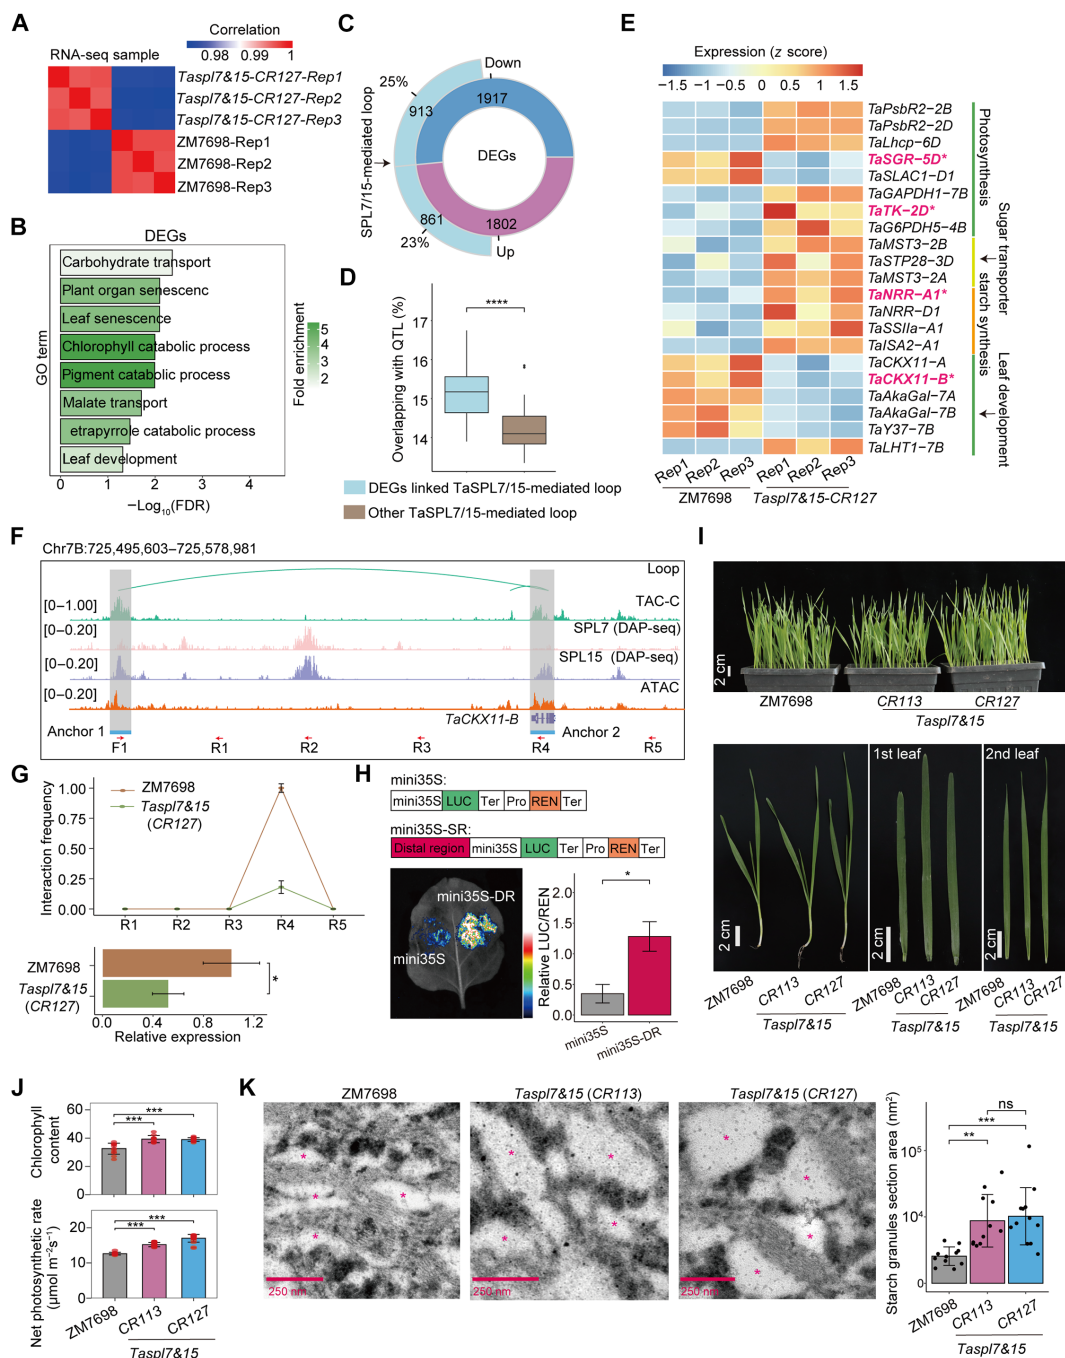 A
Correlation
0.98 0.99 1
RNA-seq sample
Taspl7&15-CR127-Rep1
Taspl7&15-CR127-Rep2
Taspl7&15-CR127-Rep3
ZM7698-Rep1
ZM7698-Rep2
ZM7698-Rep3
B
DEGs
GO term
Carbohydrate transport
Plant organ senescenc
Leaf senescence
Chlorophyll catabolic process
Pigment catabolic process
Malate transport
etrapyrrole catabolic process
Leaf development
0 1 2 3 4
−Log10(FDR)
Fold enrichment
5
4
3
2
C
SPL7/15-mediated loop
25%
913
Down
1917
DEGs
861
23%
1802
Up
D
Overlapping with QTL (%)
17
16
15
14
****
DEGs linked TaSPL7/15-mediated loop
Other TaSPL7/15-mediated loop
E
Expression (z score)
−1.5 −0.5 0 0.5 1.5
TaPsbR2−2B
TaPsbR2−2D
TaLhcp−6D
TaSGR−5D*
TaSLAC1−D1
TaGAPDH1−7B
TaTK−2D*
TaG6PDH5−4B
TaMST3−2B
TaSTP28−3D
TaMST3−2A
TaNRR−A1*
TaNRR−D1
TaSSIIa−A1
TaISA2−A1
TaCKX11−A
TaCKX11−B*
TaAkaGal−7A
TaAkaGal−7B
TaY37−7B
TaLHT1−7B
Photosynthesis
Sugar transporter
starch synthesis
Leaf development
Rep1 Rep2 Rep3 Rep1 Rep2 Rep3
ZM7698 Taspl7&15-CR127
F
Chr7B:725,495,603−725,578,981
Loop
[0−1.00] TAC-C
[0−0.20] SPL7 (DAP-seq)
[0−0.20] SPL15 (DAP-seq)
[0−0.20] ATAC
TaCKX11-B
Anchor 1 Anchor 2
F1 R1 R2 R3 R4 R5
G
Interaction frequency
1.00
0.75
0.50
0.25
0.00
ZM7698
Taspl7&15
(CR127)
R1 R2 R3 R4 R5
ZM7698
Taspl7&15
(CR127)
*
0.0 0.4 0.8 1.2
Relative expression
H
mini35S:
mini35S LUC Ter Pro REN Ter
mini35S-SR:
Distal region mini35S LUC Ter Pro REN Ter
mini35S-DR
mini35S
Relative LUC/REN
2.0
1.5
1.0
0.5
0.0
*
mini35S
mini35S-DR
I
2 cm
ZM7698 CR113 CR127
Taspl7&15
1st leaf 2nd leaf
2 cm 2 cm 2 cm
ZM7698 CR113 CR127 ZM7698 CR113 CR127 ZM7698 CR113 CR127
Taspl7&15 Taspl7&15 Taspl7&15
J
Chlorophyll content
60
40
20
0
***
***
Net photosynthetic rate
(μmol m−2s−1)
20
10
0
***
***
ZM7698 CR113 CR127
Taspl7&15
K
ZM7698 Taspl7&15 (CR113) Taspl7&15 (CR127)
250 nm 250 nm 250 nm
Starch granules section area (nm2)
10^5
10^4
0
ns
***
**
ZM7698 CR113 CR127
Taspl7&15